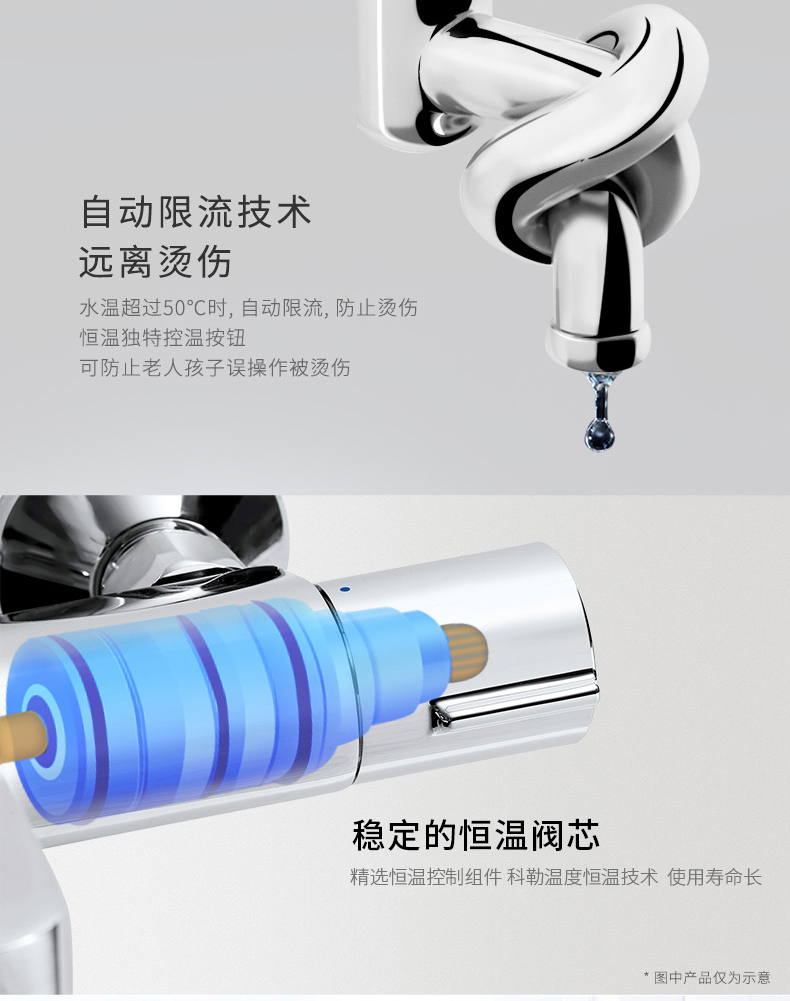 自动限流技术
远离烫伤
水温超过50℃时, 自动限流, 防止烫伤
恒温独特控温按钮
可防止老人孩子误操作被烫伤
稳定的恒温阀芯
精选恒温控制组件 科勒温度恒温技术 使用寿命长
* 图中产品仅为示意